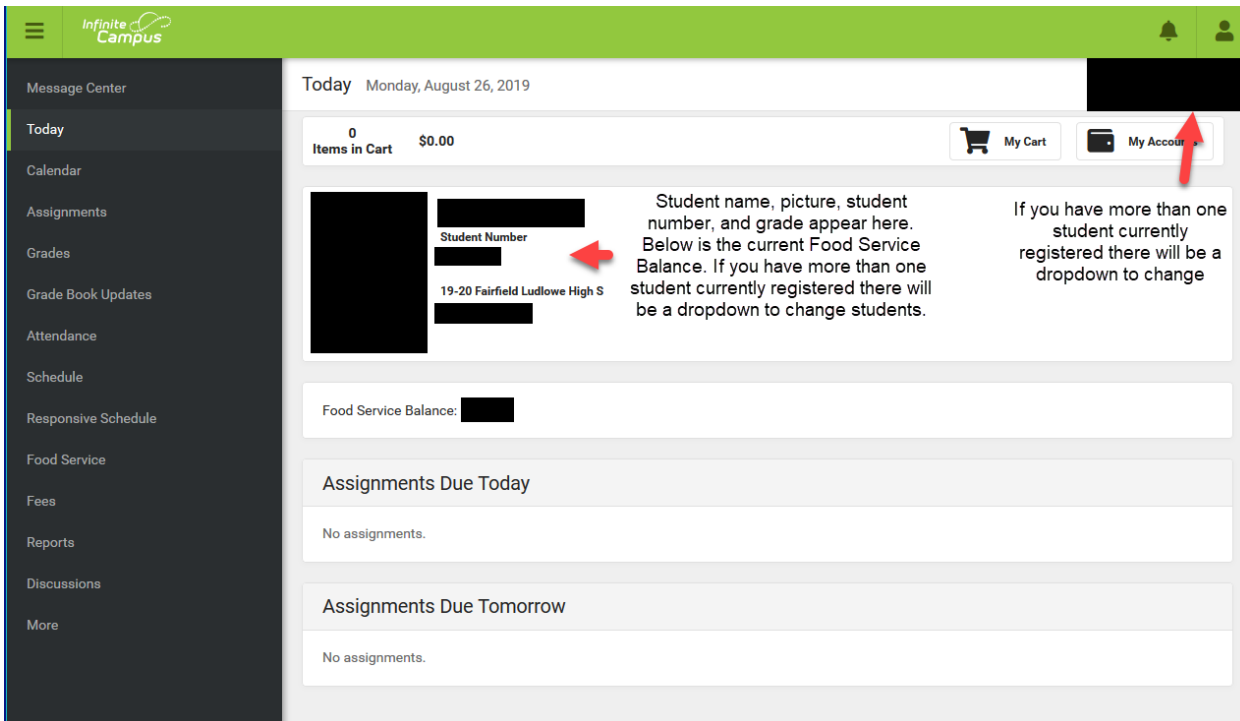 Infinite
Campus
Message Center
Today
Calendar
Assignments
Grades
Grade Book Updates
Attendance
Schedule
Responsive Schedule
Food Service
Fees
Reports
Discussions
More
Today Monday, August 26, 2019
0
Items in Cart
$0.00
My Cart
My Accounts
Student Number
19-20 Fairfield Ludlowe High S
Student name, picture, student
number, and grade appear here.
Below is the current Food Service
Balance. If you have more than one
student currently registered there will
be a dropdown to change students.
If you have more than one
student currently
registered there will be a
dropdown to change
Food Service Balance:
Assignments Due Today
No assignments.
Assignments Due Tomorrow
No assignments.